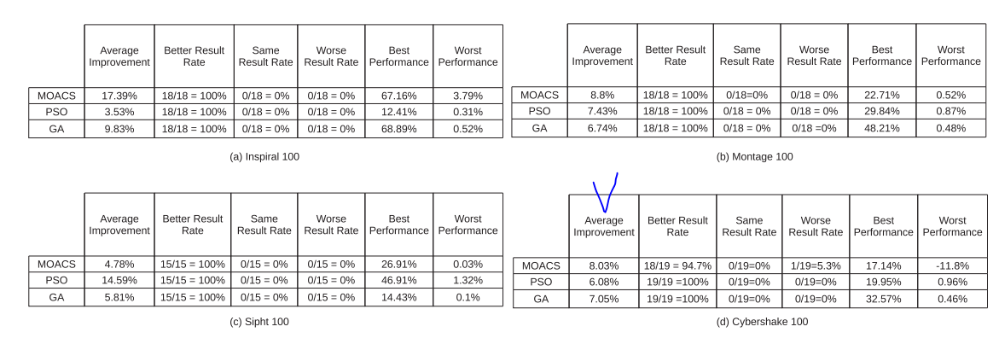 Average Improvement Better Result Rate Same Result Rate Worse Result Rate Best Performance Worst Performance
MOACS 17.39% 18/18 = 100% 0/18 = 0% 0/18 = 0% 67.16% 3.79%
PSO 3.53% 18/18 = 100% 0/18 = 0% 0/18 = 0% 12.41% 0.31%
GA 9.83% 18/18 = 100% 0/18 = 0% 0/18 = 0% 68.89% 0.52%
(a) Inspiral 100
Average Improvement Better Result Rate Same Result Rate Worse Result Rate Best Performance Worst Performance
MOACS 8.8% 18/18 = 100% 0/18=0% 0/18 = 0% 22.71% 0.52%
PSO 7.43% 18/18 = 100% 0/18 = 0% 0/18 = 0% 29.84% 0.87%
GA 6.74% 18/18 = 100% 0/18 = 0% 0/18 =0% 48.21% 0.48%
(b) Montage 100
Average Improvement Better Result Rate Same Result Rate Worse Result Rate Best Performance Worst Performance
MOACS 4.78% 15/15 = 100% 0/15 = 0% 0/15 = 0% 26.91% 0.03%
PSO 14.59% 15/15 = 100% 0/15 = 0% 0/15 = 0% 46.91% 1.32%
GA 5.81% 15/15 = 100% 0/15 = 0% 0/15 = 0% 14.43% 0.1%
(c) Sipht 100
Average Improvement Better Result Rate Same Result Rate Worse Result Rate Best Performance Worst Performance
MOACS 8.03% 18/19 = 94.7% 0/19=0% 1/19=5.3% 17.14% -11.8%
PSO 6.08% 19/19 =100% 0/19=0% 0/19=0% 19.95% 0.96%
GA 7.05% 19/19 =100% 0/19=0% 0/19=0% 32.57% 0.46%
(d) Cybershake 100